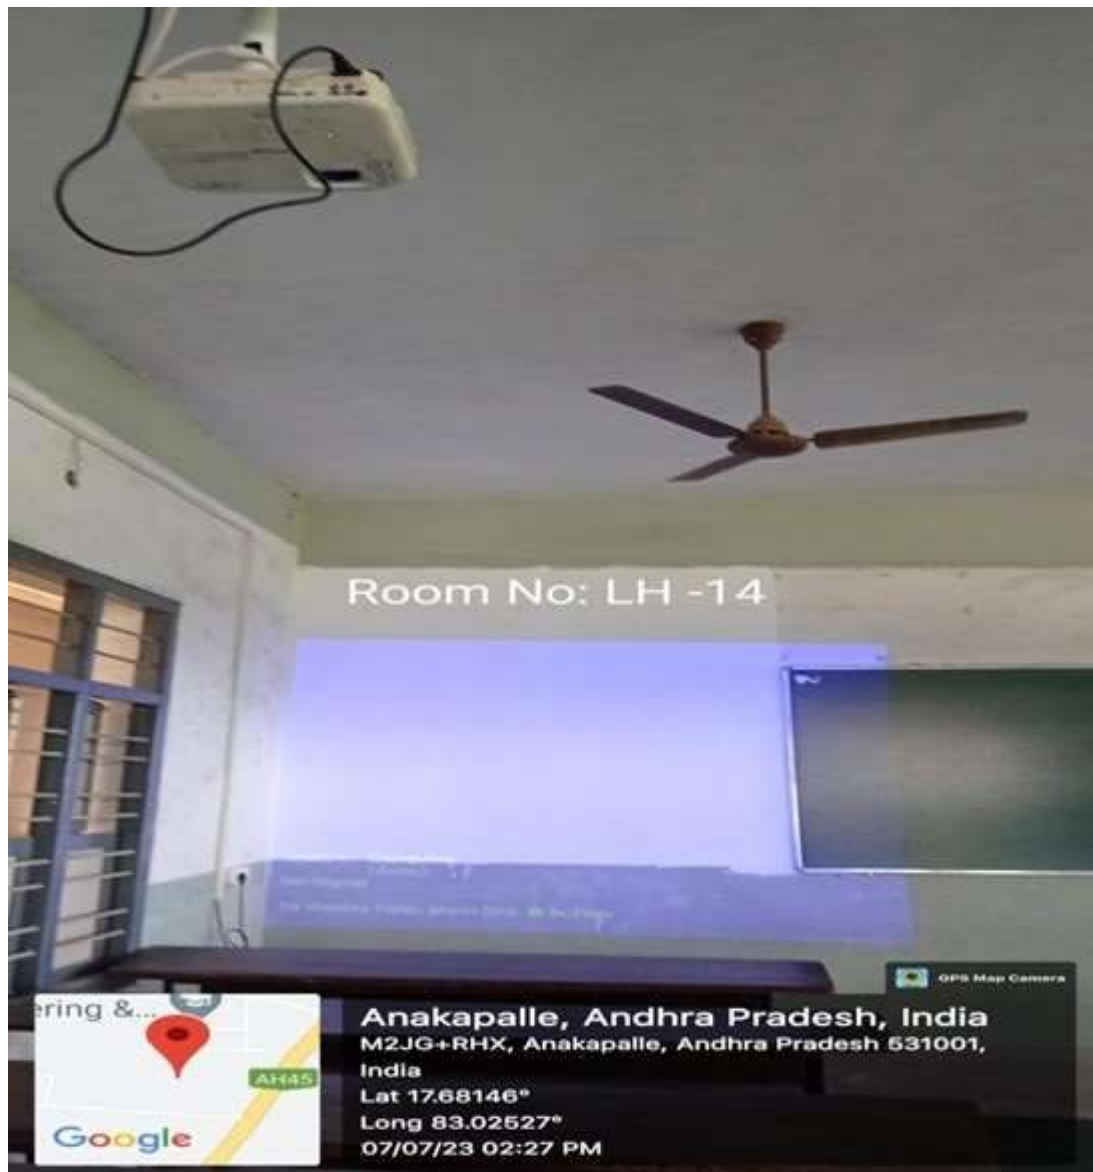 Room No: LH -14
GPS Map Camera
ering &...
AH45
Google
Anakapalle, Andhra Pradesh, India
M2JG+RHX, Anakapalle, Andhra Pradesh 531001,
India
Lat 17.68146°
Long 83.02527°
07/07/23 02:27 PM